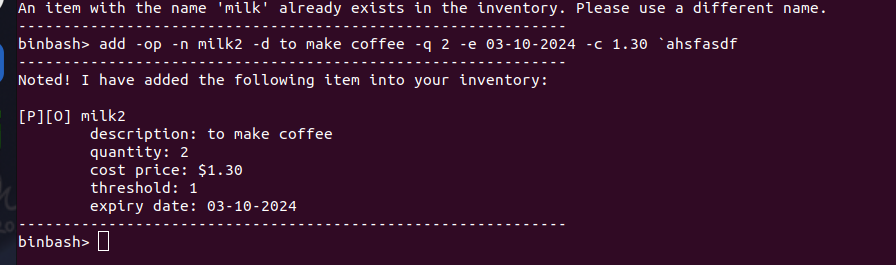 An item with the name 'milk' already exists in the inventory. Please use a different name.
-------------------------------------------------------------
binbash> add -op -n milk2 -d to make coffee -q 2 -e 03-10-2024 -c 1.30 `ahsfasdf
-------------------------------------------------------------
Noted! I have added the following item into your inventory:

[P][O] milk2
        description: to make coffee
        quantity: 2
        cost price: $1.30
        threshold: 1
        expiry date: 03-10-2024
-------------------------------------------------------------
binbash>